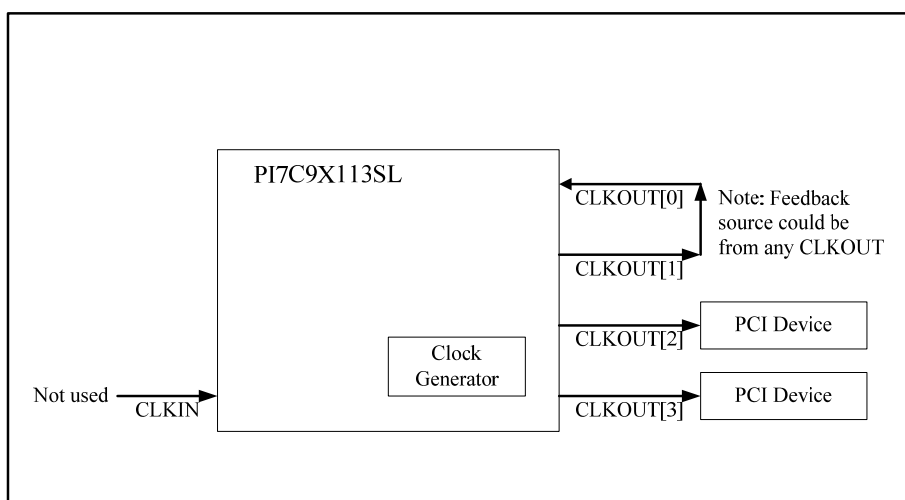 PI7C9X113SL
CLKOUT[0]
Note: Feedback
source could be
from any CLKOUT
CLKOUT[1]
CLKOUT[2]
PCI Device
Clock
Generator
Not used
CLKIN
CLKOUT[3]
PCI Device